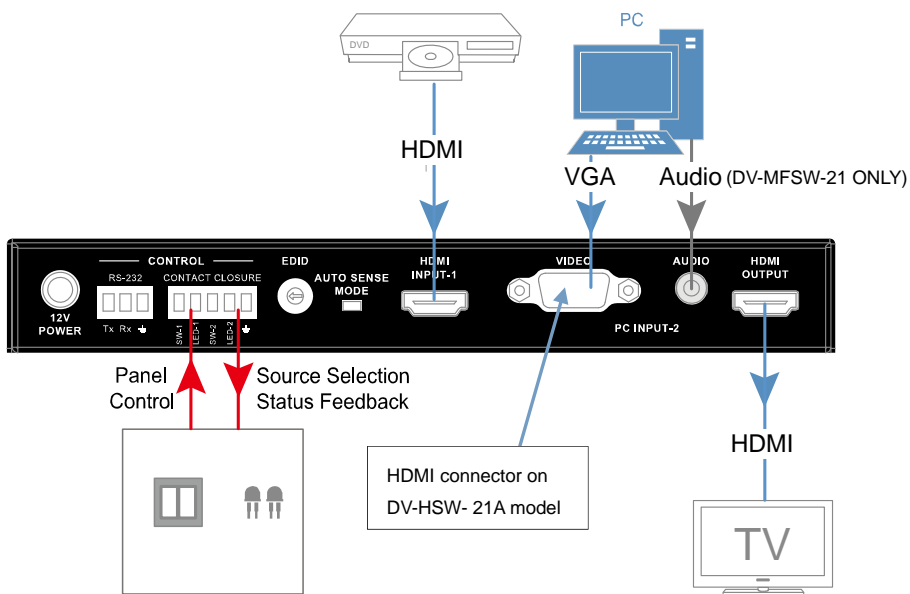 PC
DVD
HDMI
VGA
Audio (DV-MFSW-21 ONLY)
CONTROL
RS-232
CONTACT CLOSURE
EDID
AUTO SENSE
MODE
HDMI
INPUT-1
VIDEO
AUDIO
HDMI
OUTPUT
12V
POWER
Tx Rx
SW-1
LED-1
SW-2
LED-2
PC INPUT-2
Panel
Control
Source Selection
Status Feedback
HDMI connector on
DV-HSW- 21A model
HDMI
TV